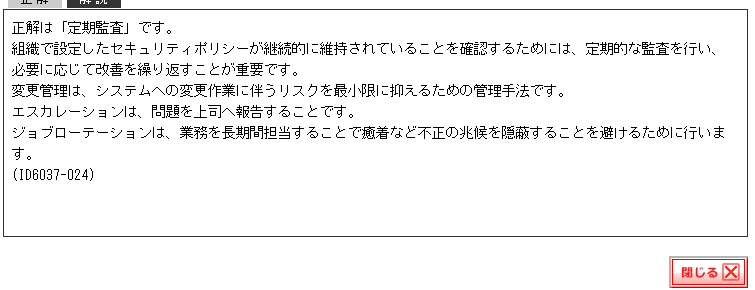 正解 解説
正解は「定期監査」です。
組織で設定したセキュリティポリシーが継続的に維持されていることを確認するためには、定期的な監査を行い、
必要に応じて改善を繰り返すことが重要です。
変更管理は、システムへの変更作業に伴うリスクを最小限に抑えるための管理手法です。
エスカレーションは、問題を上司へ報告することです。
ジョブローテーションは、業務を長期間担当することで癒着など不正の兆候を隠蔽することを避けるために行いま
す。
(ID6037-024)
閉じる